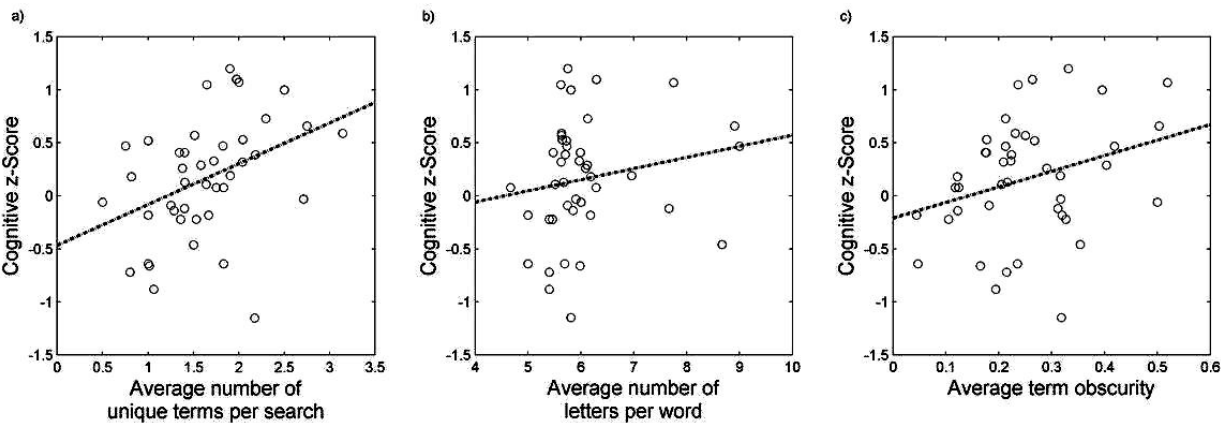 a)
Cognitive z-Score
1.5
1
0.5
0
-0.5
-1
-1.5
0 0.5 1 1.5 2 2.5 3 3.5
Average number of
unique terms per search
b)
Cognitive z-Score
1.5
1
0.5
0
-0.5
-1
-1.5
4 5 6 7 8 9 10
Average number of
letters per word
c)
Cognitive z-Score
1.5
1
0.5
0
-0.5
-1
-1.5
0 0.1 0.2 0.3 0.4 0.5 0.6
Average term obscurity